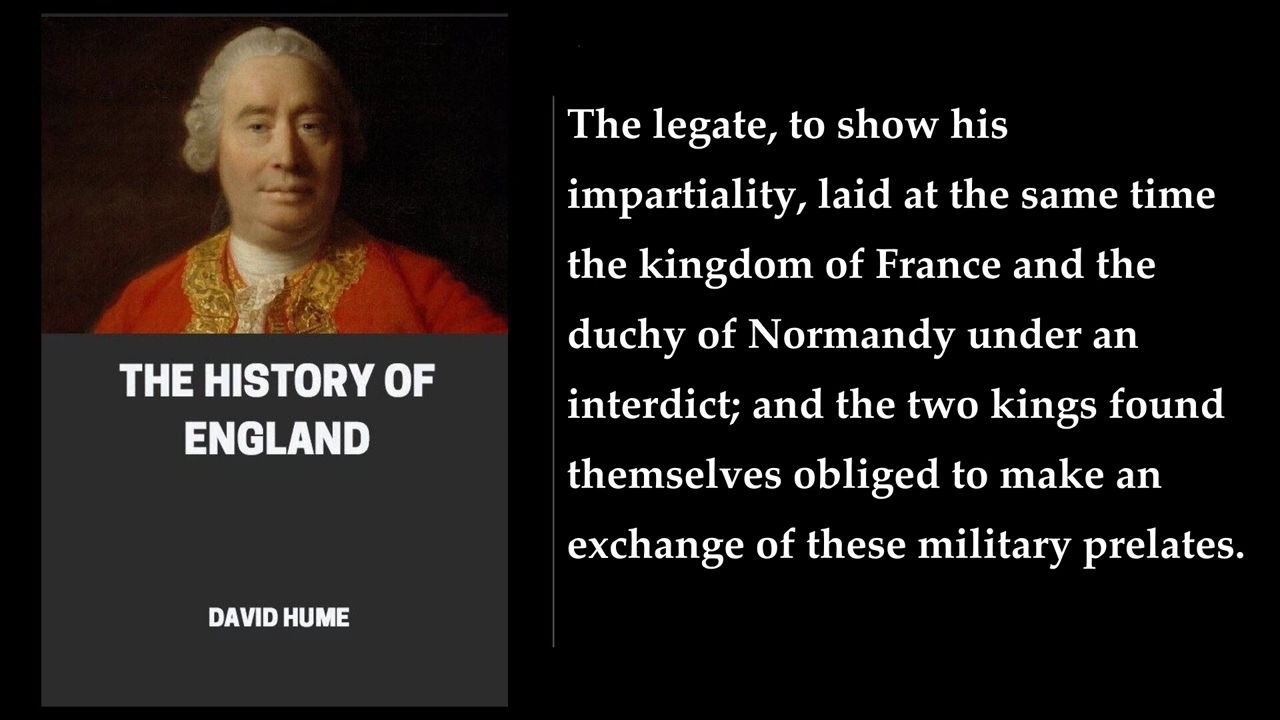 THE HISTORY OF
ENGLAND
DAVID HUME
The legate, to show his
impartiality, laid at the same time
the kingdom of France and the
duchy of Normandy under an
interdict; and the two kings found
themselves obliged to make an
exchange of these military prelates.